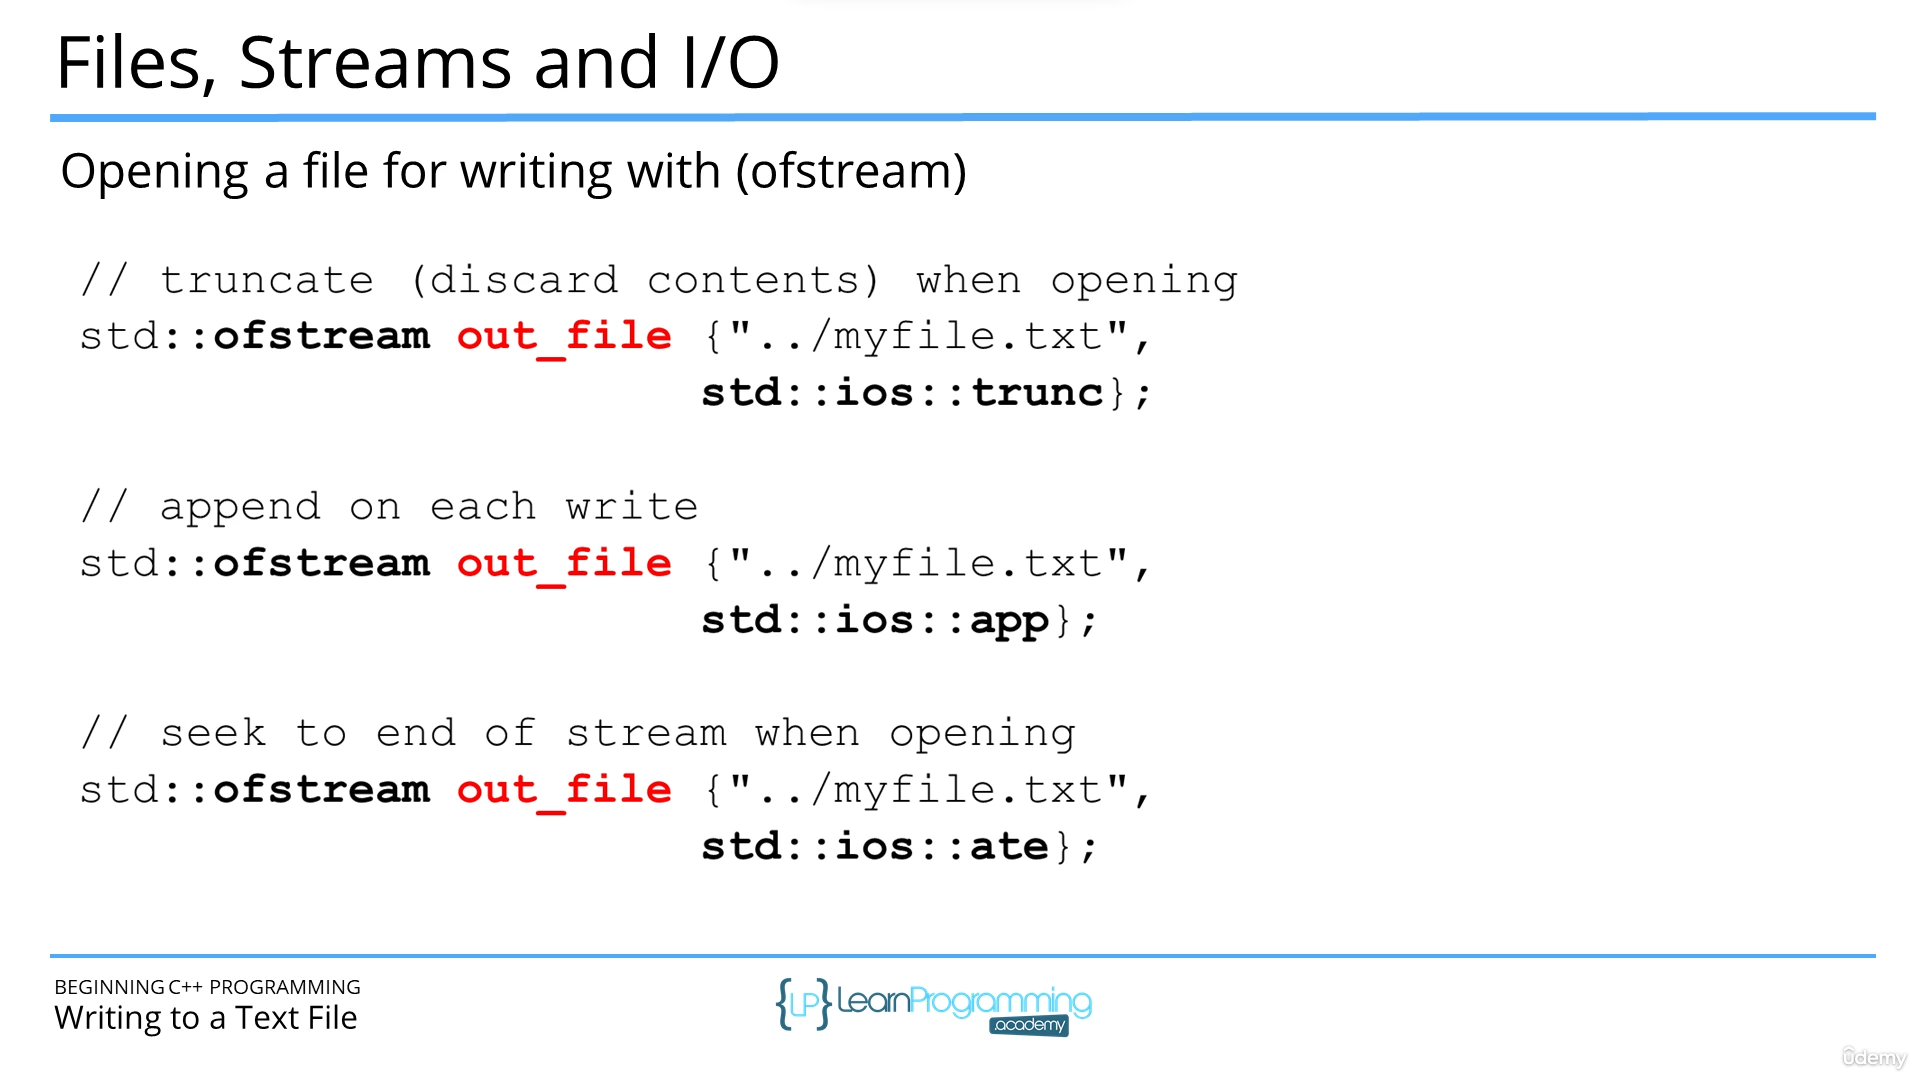 Files, Streams and I/O
Opening a file for writing with (ofstream)
// truncate (discard contents) when opening
std::ofstream out_file {"../myfile.txt",
std::ios::trunc};
// append on each write
std::ofstream out_file {"../myfile.txt",
std::ios::app};
// seek to end of stream when opening
std::ofstream out_file {"../myfile.txt",
std::ios::ate};
BEGINNING C++ PROGRAMMING
Writing to a Text File
{LP} LearnProgramming
.academy
ûdemy